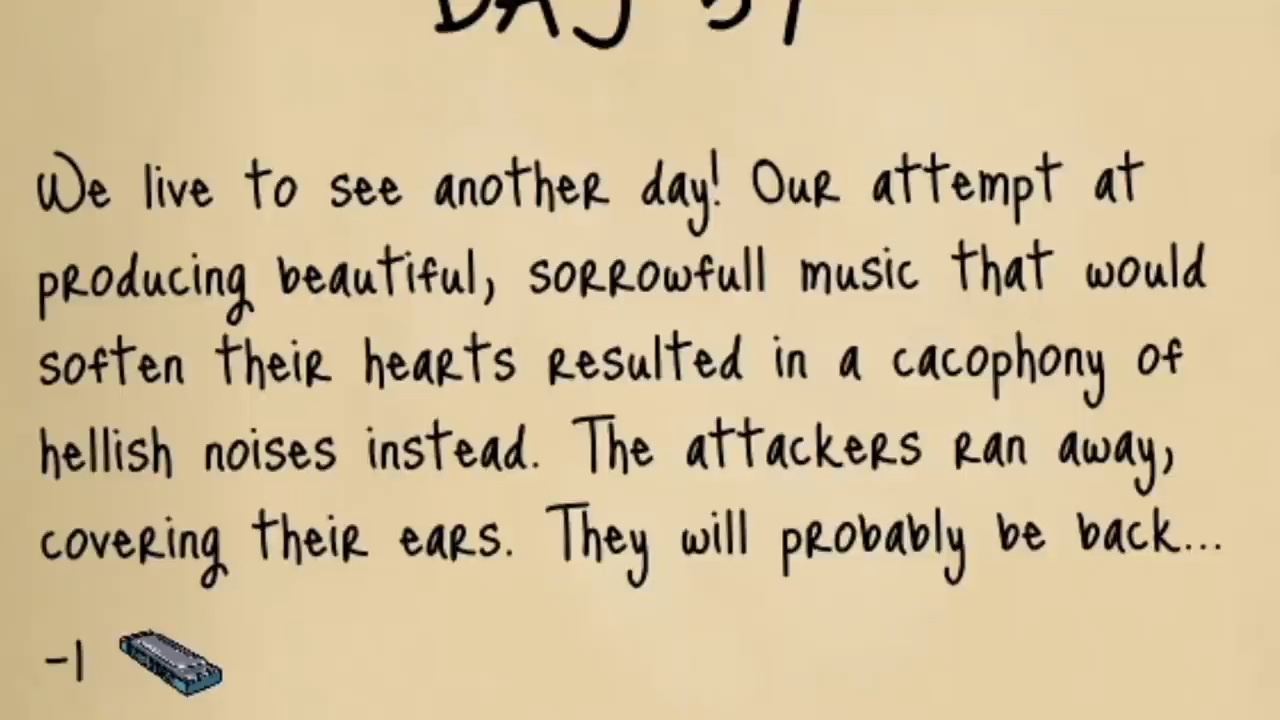 DAY
We live to see another day! Our attempt at
producing beautiful, sorrowfull music that would
soften their hearts resulted in a cacophony of
hellish noises instead. The attackers ran away,
covering their ears. They will probably be back...
-1